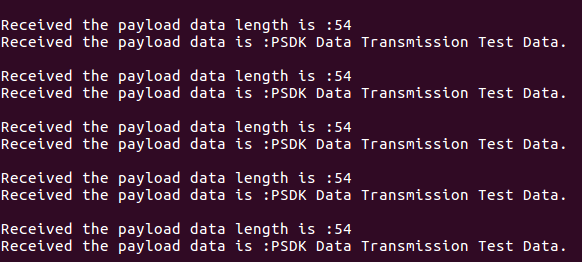 Received the payload data length is :54
Received the payload data is :PSDK Data Transmission Test Data.
Received the payload data length is :54
Received the payload data is :PSDK Data Transmission Test Data.
Received the payload data length is :54
Received the payload data is :PSDK Data Transmission Test Data.
Received the payload data length is :54
Received the payload data is :PSDK Data Transmission Test Data.
Received the payload data length is :54
Received the payload data is :PSDK Data Transmission Test Data.